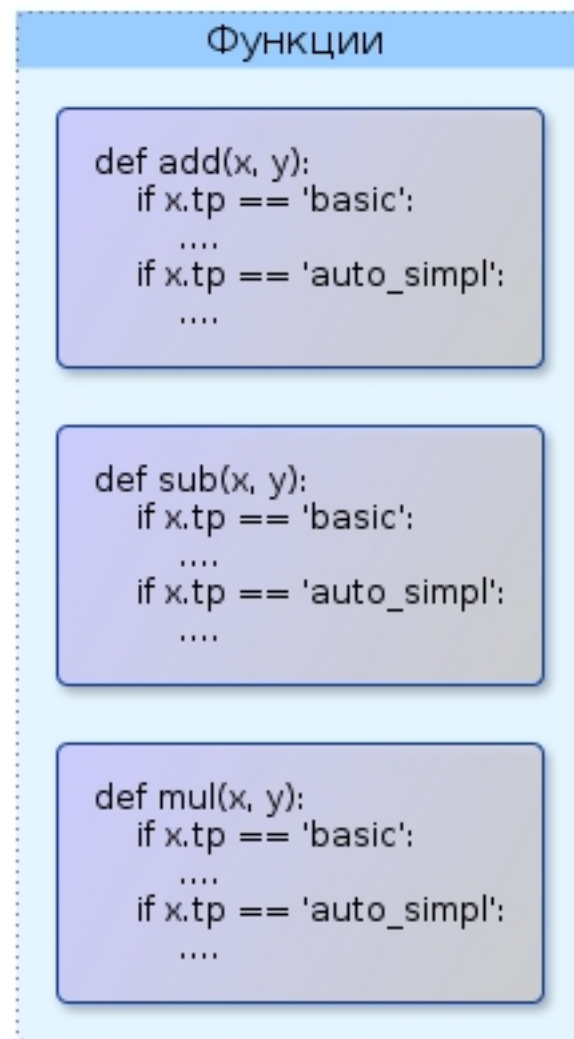 Функции
def add(x, y):
if x.tp == 'basic':
....
if x.tp == 'auto_simpl':
....
def sub(x, y):
if x.tp == 'basic':
....
if x.tp == 'auto_simpl':
....
def mul(x, y):
if x.tp == 'basic':
....
if x.tp == 'auto_simpl':
....